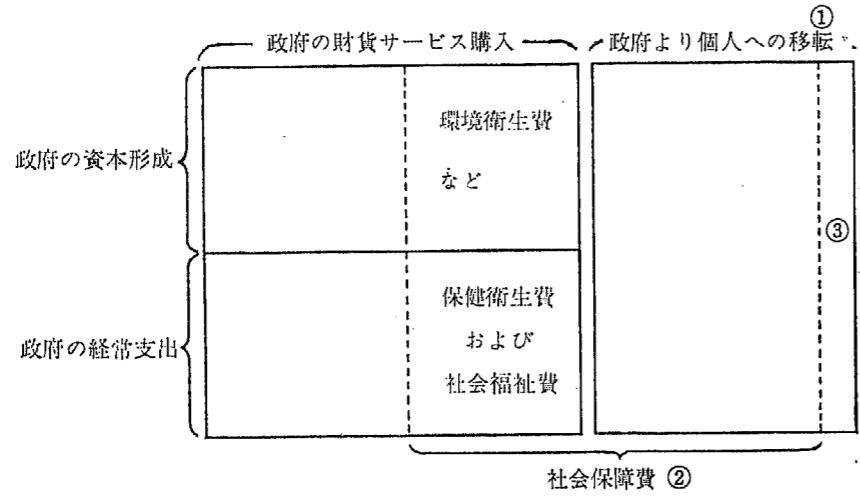 ①
政府の財貨サービス購入
政府より個人への移転
環境衛生費
など
政府の資本形成
③
保健衛生費
および
社会福祉費
政府の経常支出
社会保障費 ②